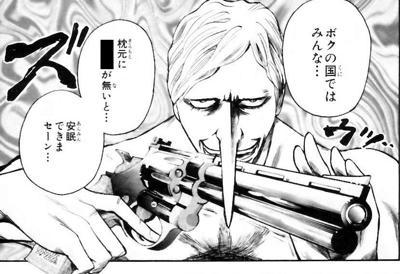 ボクの国では
みんな…
枕元に
が無いと…
安眠
できま
セーン…
ズ
ウッ…